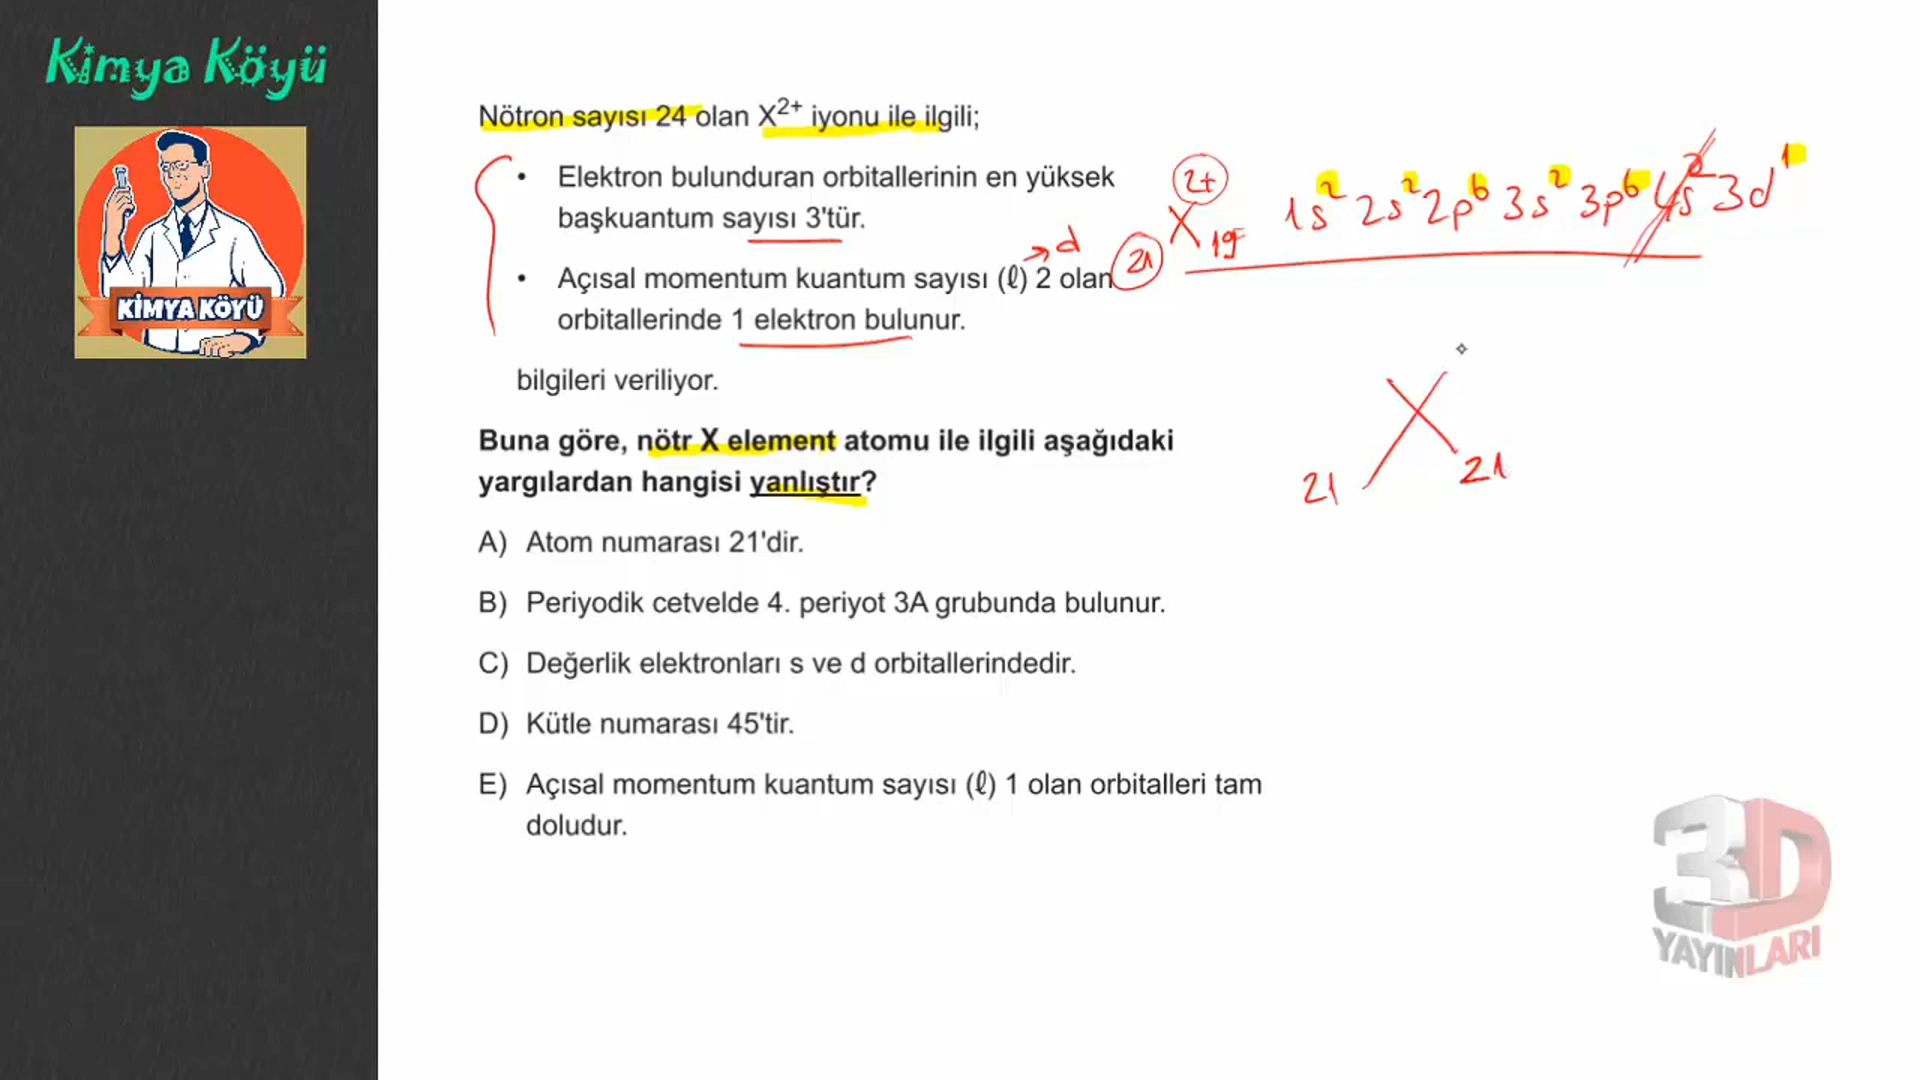 Kimya Köyü
KİMYA KÖYÜ
Nötron sayısı 24 olan X²⁺ iyonu ile ilgili;
• Elektron bulunduran orbitallerinin en yüksek
başkuantum sayısı 3'tür.
• Açısal momentum kuantum sayısı (ℓ) 2 olan
orbitallerinde 1 elektron bulunur.
bilgileri veriliyor.
→ d
21 X 2+ 19
1s² 2s² 2p⁶ 3s² 3p⁶ 4s² 3d¹
21 X 21
Buna göre, nötr X element atomu ile ilgili aşağıdaki
yargılardan hangisi yanlıştır?
A) Atom numarası 21'dir.
B) Periyodik cetvelde 4. periyot 3A grubunda bulunur.
C) Değerlik elektronları s ve d orbitallerindedir.
D) Kütle numarası 45'tir.
E) Açısal momentum kuantum sayısı (ℓ) 1 olan orbitalleri tam
doludur.
3D
YAYINLARI